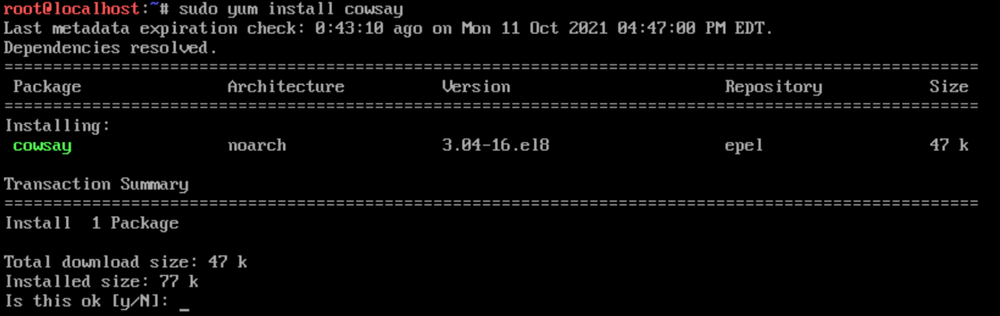 root@localhost:~# sudo yum install cowsay
Last metadata expiration check: 0:43:10 ago on Mon 11 Oct 2021 04:47:00 PM EDT.
Dependencies resolved.
====================================================================================================
Package Architecture Version Repository Size
====================================================================================================
Installing:
cowsay noarch 3.04-16.el8 epel 47 k
Transaction Summary
====================================================================================================
Install 1 Package
Total download size: 47 k
Installed size: 77 k
Is this ok [y/N]: _